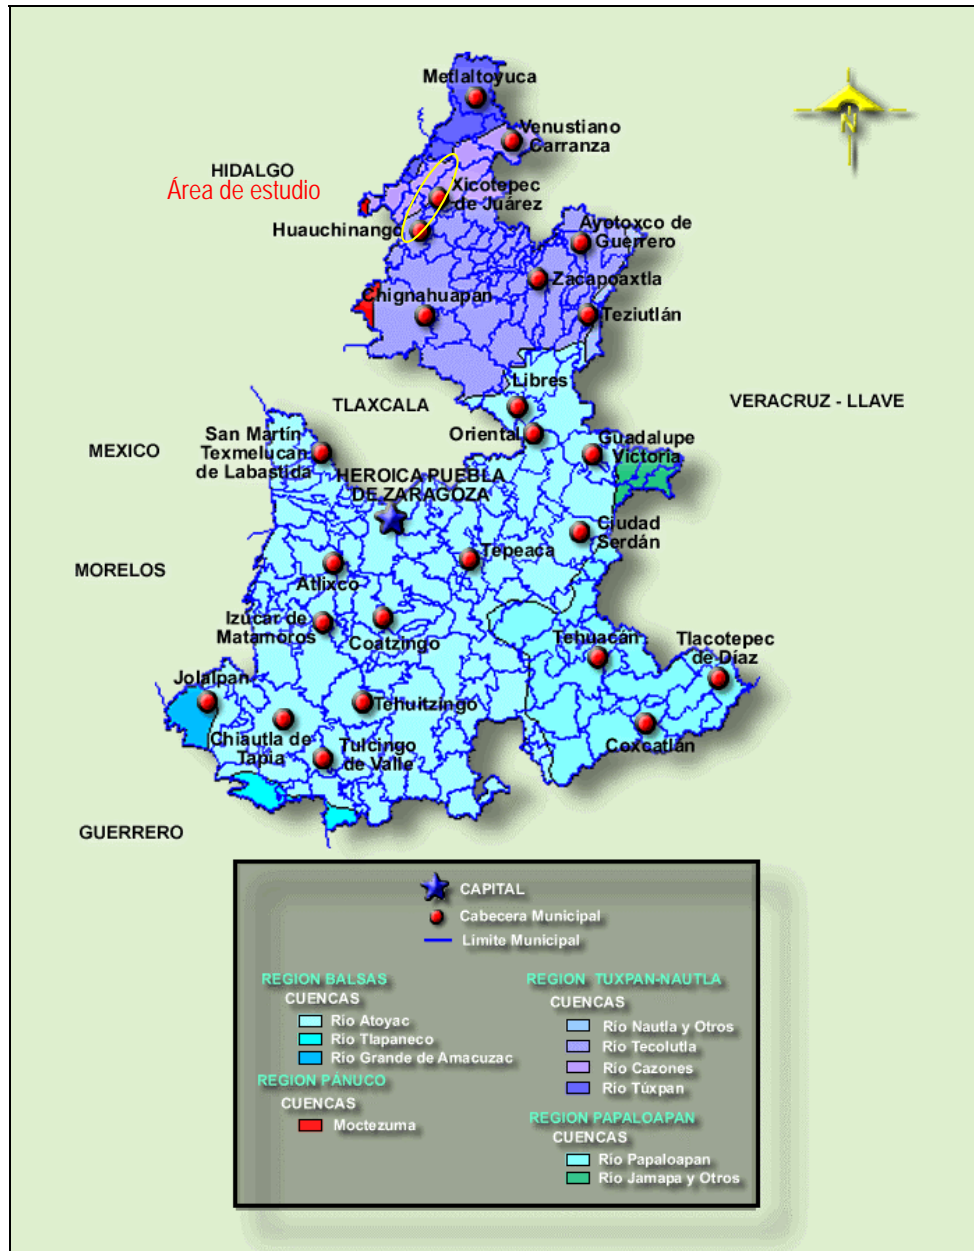 Metlaltoyuca
Venustiano
Carranza
N
HIDALGO
Área de estudio
Xicotepec
de Juárez
Huauchinango
Ayotoxco de
Guerrero
Zacapoaxtla
Chignahuapan
Teziutlán
Libres
TLAXCALA
VERACRUZ - LLAVE
Oriental
MEXICO
San Martín
Texmelucan
de Labastida
Guadalupe
Victoria
HEROICA PUEBLA
DE ZARAGOZA
Ciudad
Serdán
Tepeaca
MORELOS
Atlixco
Izúcar de
Matamoros
Coatzingo
Tehuacán
Tlacotepec
de Díaz
Jolalpan
Tehuitzingo
Chiautla de
Tapia
Tulcingo
de Valle
Coxcatlán
GUERRERO
CAPITAL
Cabecera Municipal
Límite Municipal
REGION BALSAS
CUENCAS
Río Atoyac
Río Tlapaneco
Río Grande de Amacuzac
REGION PÁNUCO
CUENCAS
Moctezuma
REGION TUXPAN-NAUTLA
CUENCAS
Río Nautla y Otros
Río Tecolutla
Río Cazones
Río Túxpan
REGION PAPALOAPAN
CUENCAS
Río Papaloapan
Río Jamapa y Otros